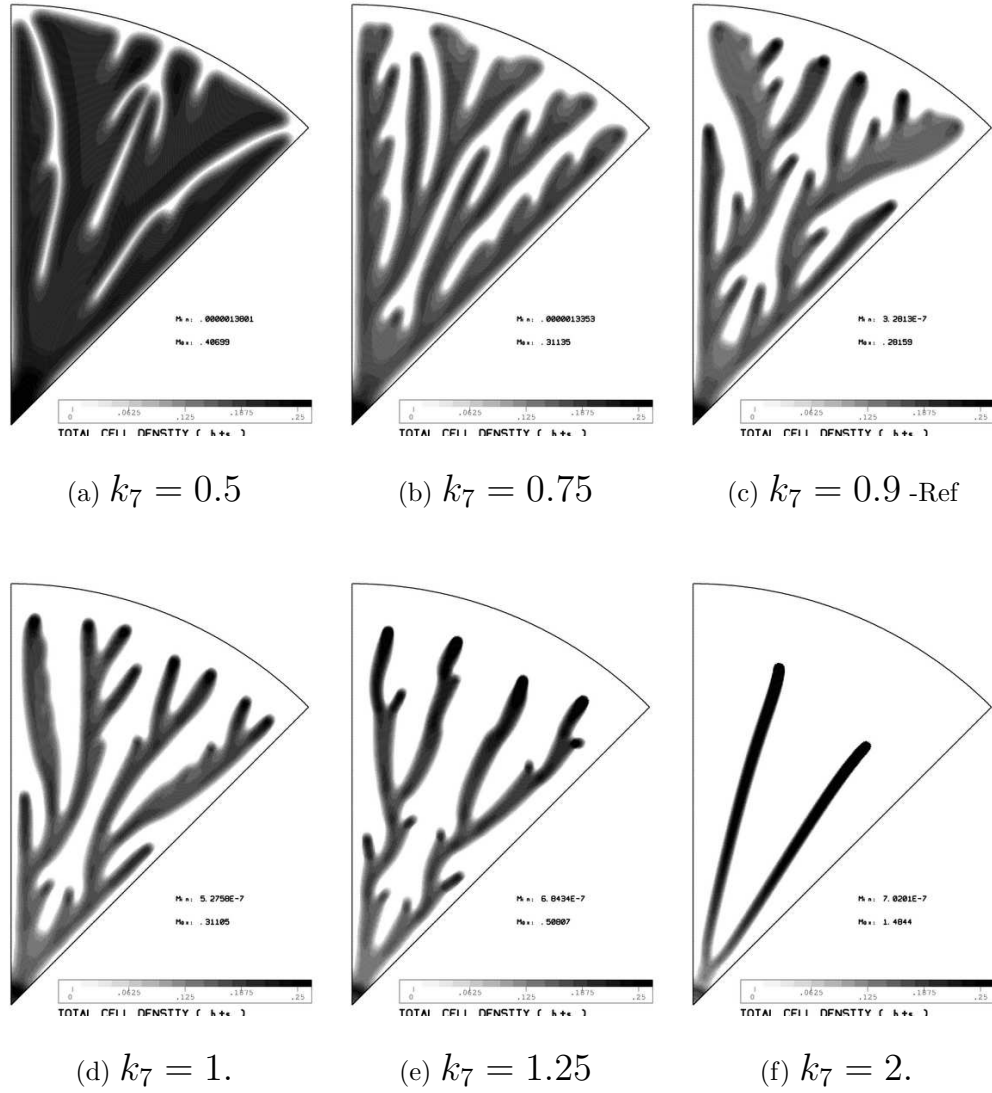 Min: .0000013801
Max: .40699
0 .0625 .125 .1875 .25
TOTAL CELL DENSITY ( h+s )
(a) k₇ = 0.5
Min: .0000013353
Max: .31135
0 .0625 .125 .1875 .25
TOTAL CELL DENSITY ( h+s )
(b) k₇ = 0.75
Min: 3.2813E-7
Max: .28159
0 .0625 .125 .1875 .25
TOTAL CELL DENSITY ( h+s )
(c) k₇ = 0.9 -Ref
Min: 5.2758E-7
Max: .31105
0 .0625 .125 .1875 .25
TOTAL CELL DENSITY ( h+s )
(d) k₇ = 1.
Min: 6.8434E-7
Max: .50807
0 .0625 .125 .1875 .25
TOTAL CELL DENSITY ( h+s )
(e) k₇ = 1.25
Min: 7.0201E-7
Max: 1.4844
0 .0625 .125 .1875 .25
TOTAL CELL DENSITY ( h+s )
(f) k₇ = 2.